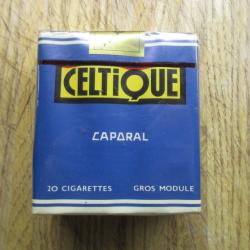 CELTiQUE
CAPORAL
20 CIGARETTES GROS MODULE